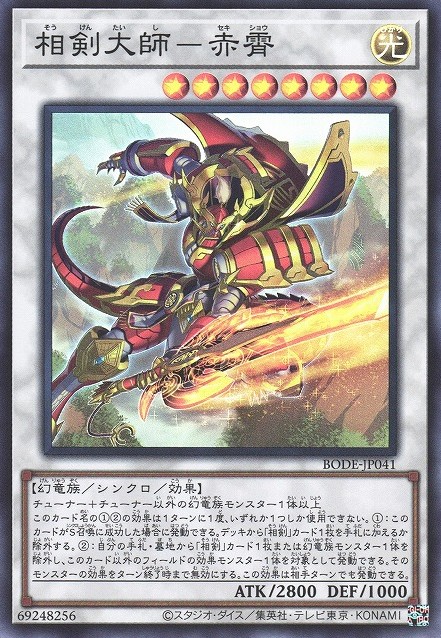 そうけんたいし セキショウ
相剣大師－赤霄
光
BODE-JP041
【幻竜族／シンクロ／効果】
チューナー＋チューナー以外の幻竜族モンスター1体以上
このカード名の①②の効果は1ターンに1度、いずれか1つしか使用できない。①：この
カードがS召喚に成功した場合に発動できる。デッキから「相剣」カード1枚を手札に加えるか
除外する。②：自分の手札・墓地から「相剣」カード1枚または幻竜族モンスター1体を
除外し、このカード以外のフィールドの効果モンスター1体を対象として発動できる。その
モンスターの効果をターン終了時まで無効にする。この効果は相手ターンでも発動できる。
ATK/2800 DEF/1000
69248256 ©スタジオ・ダイス／集英社・テレビ東京・KONAMI